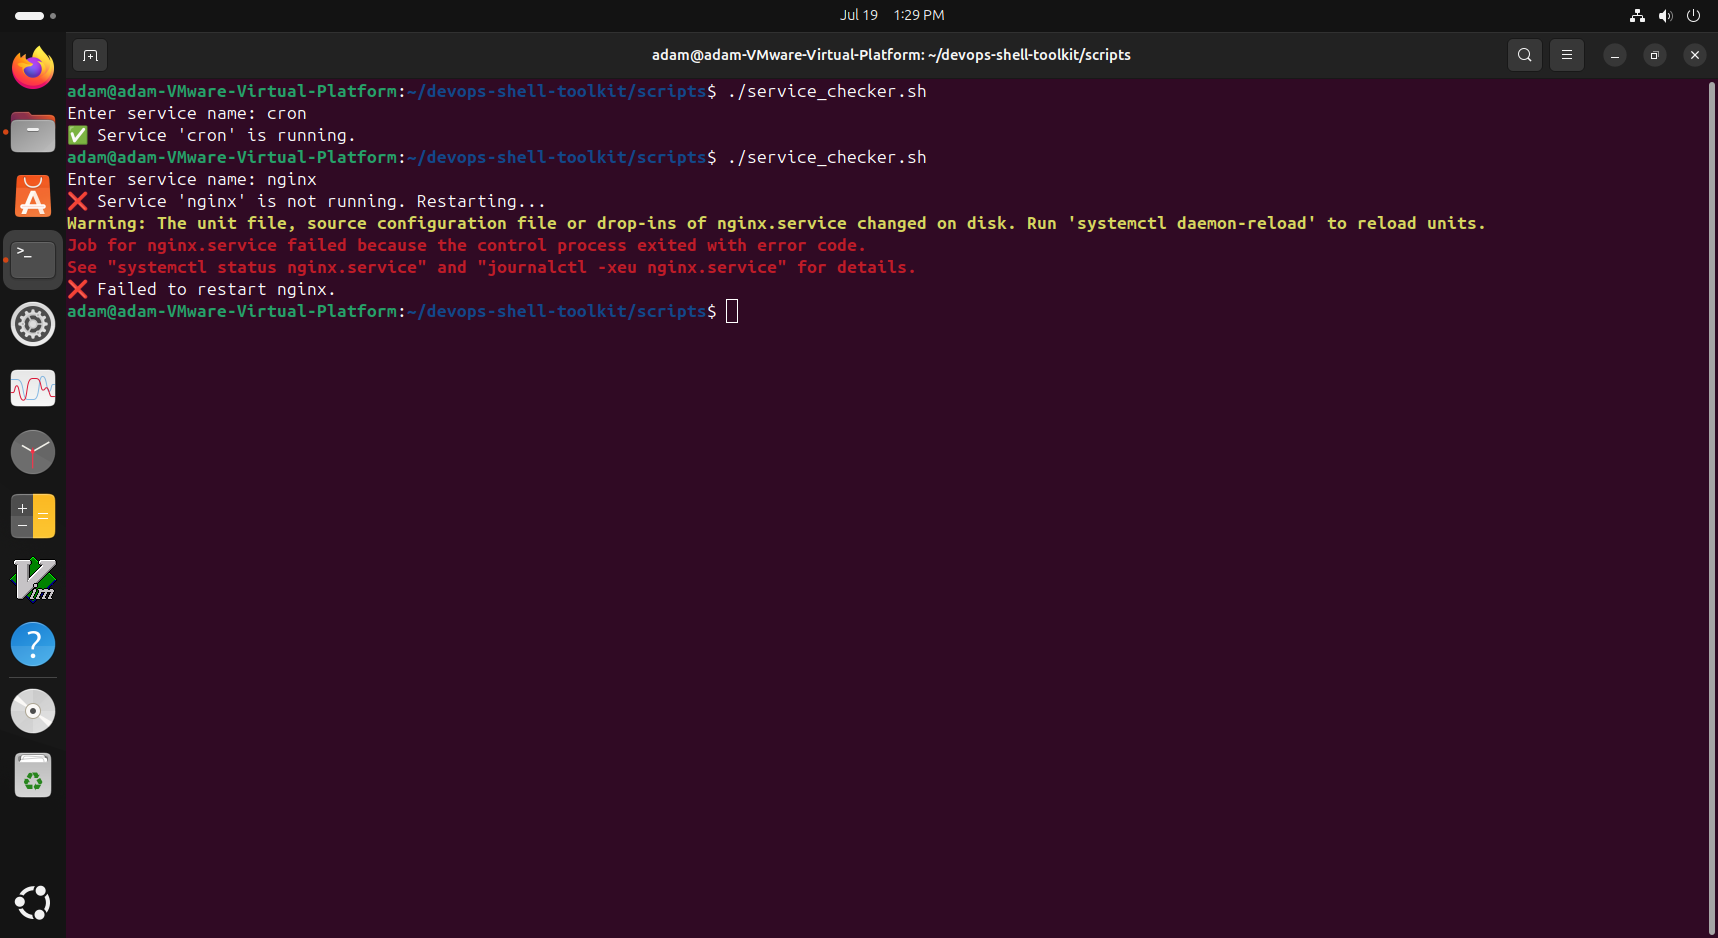 Jul 19 1:29 PM
adam@adam-VMware-Virtual-Platform: ~/devops-shell-toolkit/scripts
adam@adam-VMware-Virtual-Platform:~/devops-shell-toolkit/scripts$ ./service_checker.sh
Enter service name: cron
✅ Service 'cron' is running.
adam@adam-VMware-Virtual-Platform:~/devops-shell-toolkit/scripts$ ./service_checker.sh
Enter service name: nginx
❌ Service 'nginx' is not running. Restarting...
Warning: The unit file, source configuration file or drop-ins of nginx.service changed on disk. Run 'systemctl daemon-reload' to reload units.
Job for nginx.service failed because the control process exited with error code.
See "systemctl status nginx.service" and "journalctl -xeu nginx.service" for details.
❌ Failed to restart nginx.
adam@adam-VMware-Virtual-Platform:~/devops-shell-toolkit/scripts$
>_
Vim
?